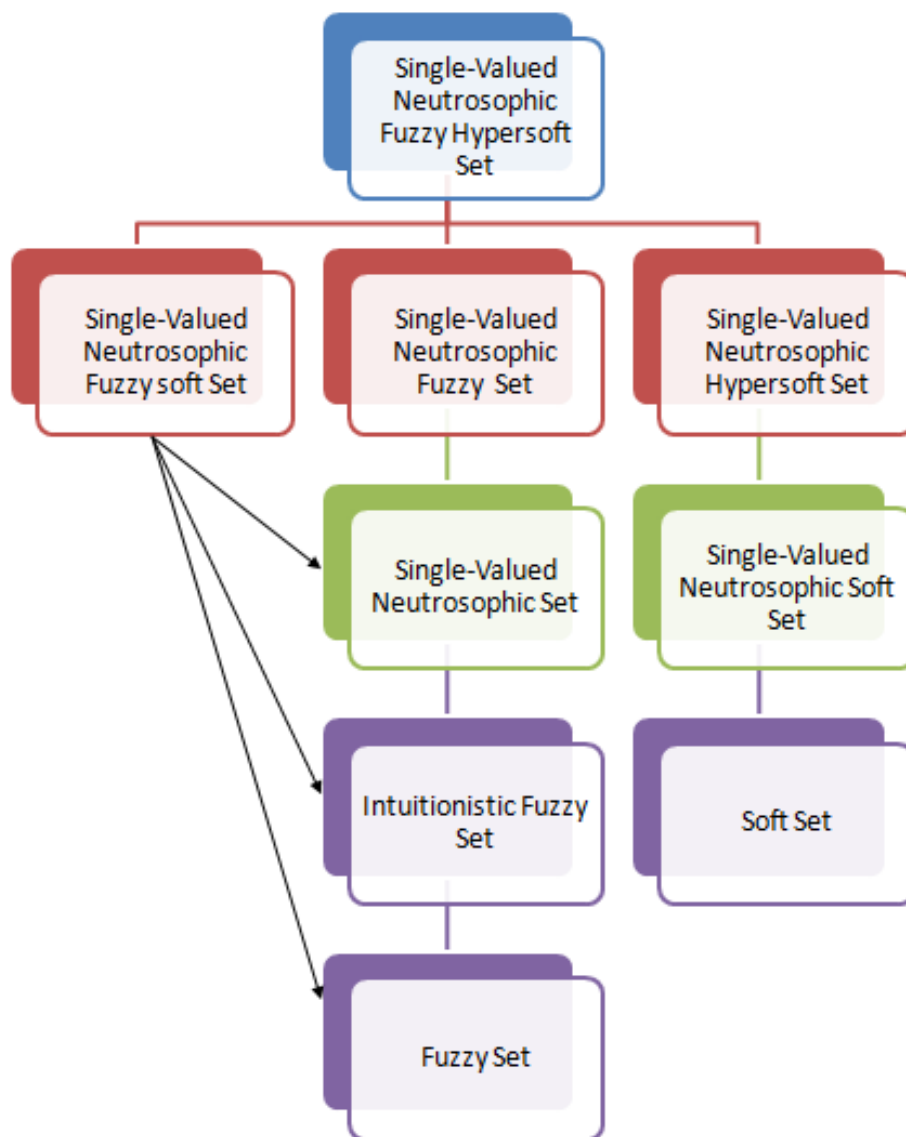 Single-Valued
Neutrosophic
Fuzzy Hypersoft
Set
Single-Valued
Neutrosophic
Fuzzy soft Set
Single-Valued
Neutrosophic
Fuzzy Set
Single-Valued
Neutrosophic
Hypersoft Set
Single-Valued
Neutrosophic Set
Single-Valued
Neutrosophic Soft
Set
Intuitionistic Fuzzy
Set
Soft Set
Fuzzy Set